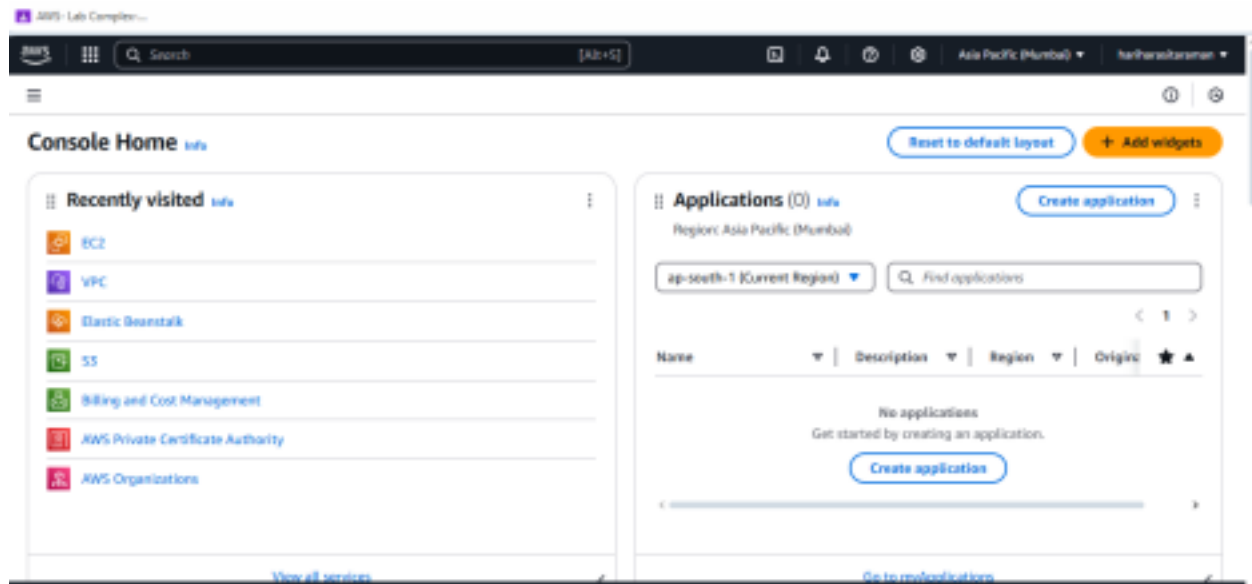 AWS- Lab Complex-...
aws Search [Alt+S] Asia Pacific (Mumbai) hariharasitaraman
Console Home Info
Reset to default layout + Add widgets
Recently visited Info
EC2
VPC
Elastic Beanstalk
S3
Billing and Cost Management
AWS Private Certificate Authority
AWS Organizations
View all services
Applications (0) Info Create application
Region: Asia Pacific (Mumbai)
ap-south-1 (Current Region) Find applications
1
Name Description Region Origina
No applications
Get started by creating an application.
Create application
Go to myApplications